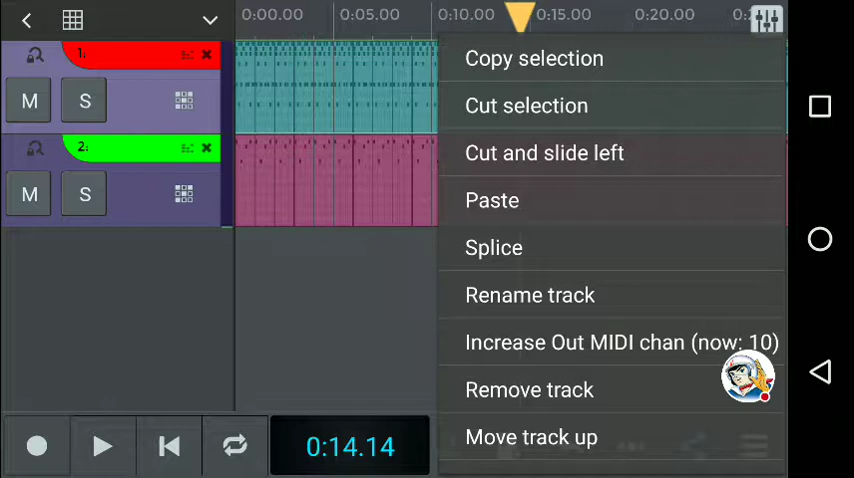 0:00.00 0:05.00 0:10.00 0:15.00 0:20.00
1:
M S
2:
M S
Copy selection
Cut selection
Cut and slide left
Paste
Splice
Rename track
Increase Out MIDI chan (now: 10)
Remove track
Move track up
0:14.14